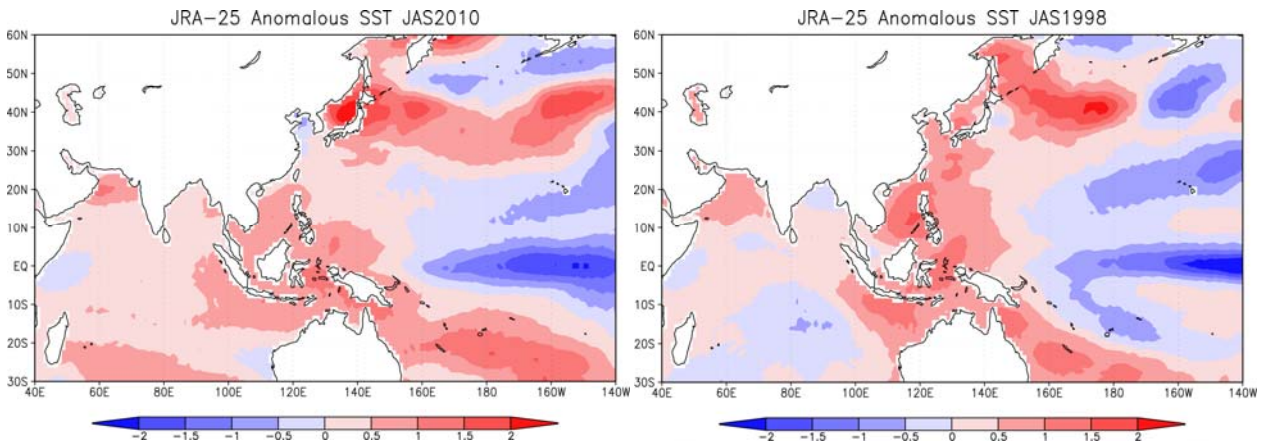 JRA-25 Anomalous SST JAS2010
60N
50N
40N
30N
20N
10N
EQ
10S
20S
30S
40E 60E 80E 100E 120E 140E 160E 180 160W 140W
-2 -1.5 -1 -0.5 0 0.5 1 1.5 2
JRA-25 Anomalous SST JAS1998
60N
50N
40N
30N
20N
10N
EQ
10S
20S
30S
40E 60E 80E 100E 120E 140E 160E 180 160W 140W
-2 -1.5 -1 -0.5 0 0.5 1 1.5 2